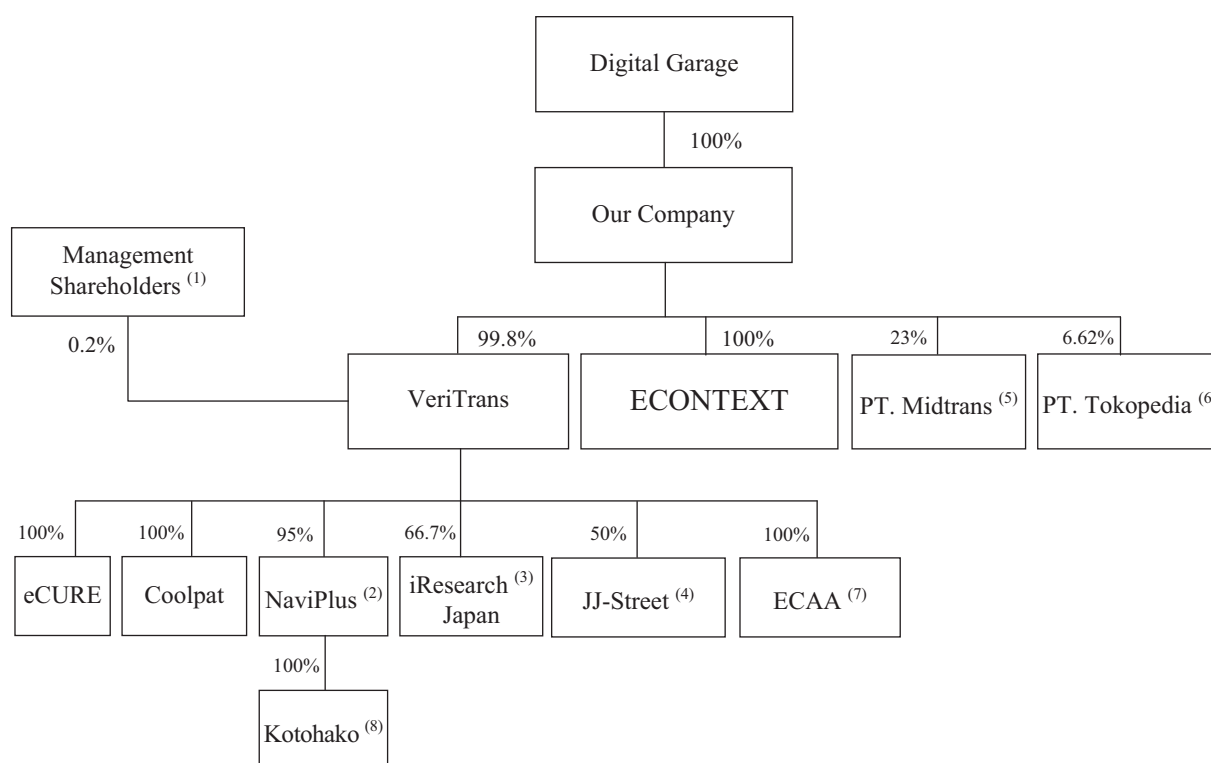 Digital Garage
100%
Our Company
Management
Shareholders (1)
0.2%
99.8%
100%
23%
6.62%
VeriTrans
ECONTEXT
PT. Midtrans (5)
PT. Tokopedia (6
100%
100%
95%
66.7%
50%
100%
eCURE
Coolpat
NaviPlus (2)
iResearch (3)
Japan
JJ-Street (4)
ECAA (7)
100%
Kotohako (8)